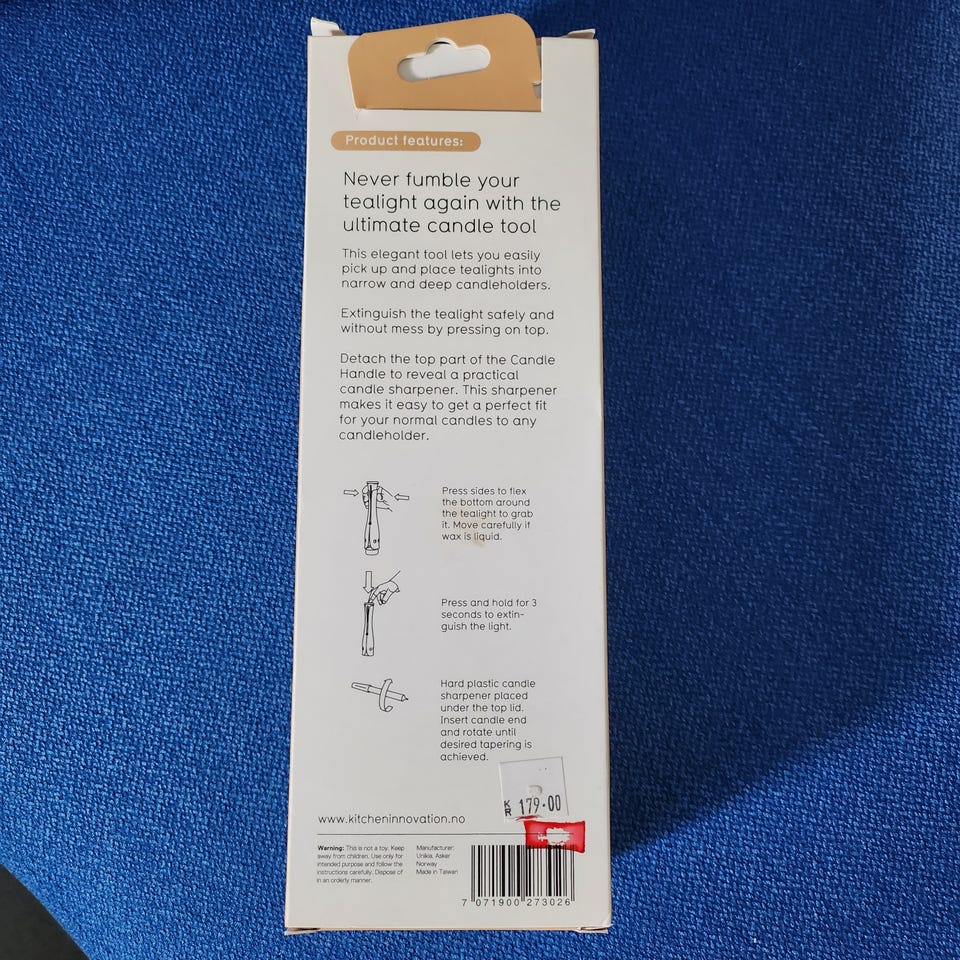 Product features:
Never fumble your
tealight again with the
ultimate candle tool
This elegant tool lets you easily
pick up and place tealights into
narrow and deep candleholders.
Extinguish the tealight safely and
without mess by pressing on top.
Detach the top part of the Candle
Handle to reveal a practical
candle sharpener. This sharpener
makes it easy to get a perfect fit
for your normal candles to any
candleholder.
Press sides to flex
the bottom around
the tealight to grab
it. Move carefully if
wax is liquid.
Press and hold for 3
seconds to extin-
guish the light.
Hard plastic candle
sharpener placed
under the top lid.
Insert candle end
and rotate until
desired tapering is
achieved.
KR 179.00
www.kitcheninnovation.no
Warning: This is not a toy. Keep
away from children. Use only for
intended purpose and follow the
instructions carefully. Dispose of
in an orderly manner.
Manufacturer:
Unikia, Asker
Norway
Made in Taiwan
7 071900 273026